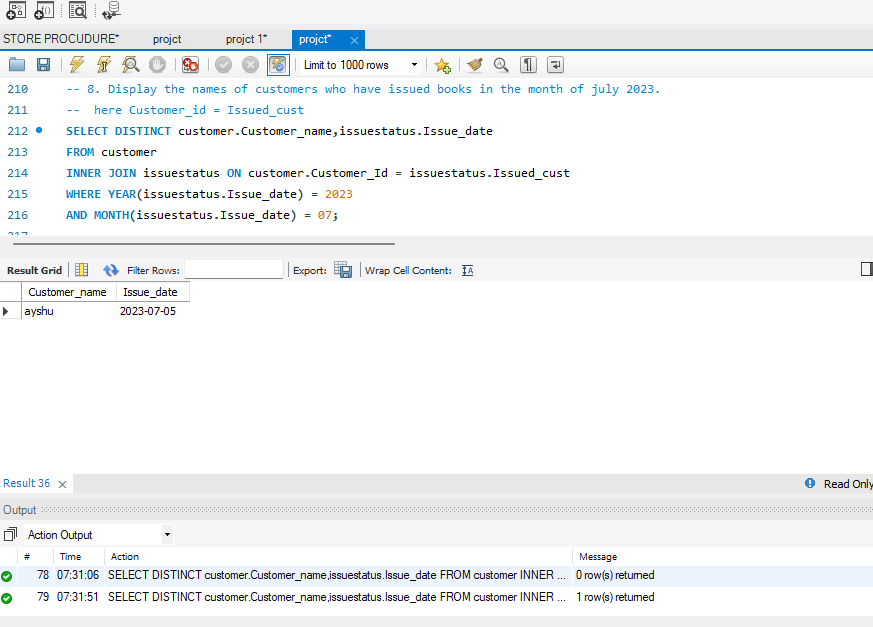 STORE PROCUDURE* projct projct 1* projct*
Limit to 1000 rows
210 -- 8. Display the names of customers who have issued books in the month of july 2023.
211 -- here Customer_id = Issued_cust
212 SELECT DISTINCT customer.Customer_name,issuestatus.Issue_date
213 FROM customer
214 INNER JOIN issuestatus ON customer.Customer_Id = issuestatus.Issued_cust
215 WHERE YEAR(issuestatus.Issue_date) = 2023
216 AND MONTH(issuestatus.Issue_date) = 07;
217
Result Grid Filter Rows: Export: Wrap Cell Content:
Customer_name Issue_date
ayshu 2023-07-05
Result 36 Read Only
Output
Action Output
# Time Action Message
78 07:31:06 SELECT DISTINCT customer.Customer_name,issuestatus.Issue_date FROM customer INNER ... 0 row(s) returned
79 07:31:51 SELECT DISTINCT customer.Customer_name,issuestatus.Issue_date FROM customer INNER ... 1 row(s) returned